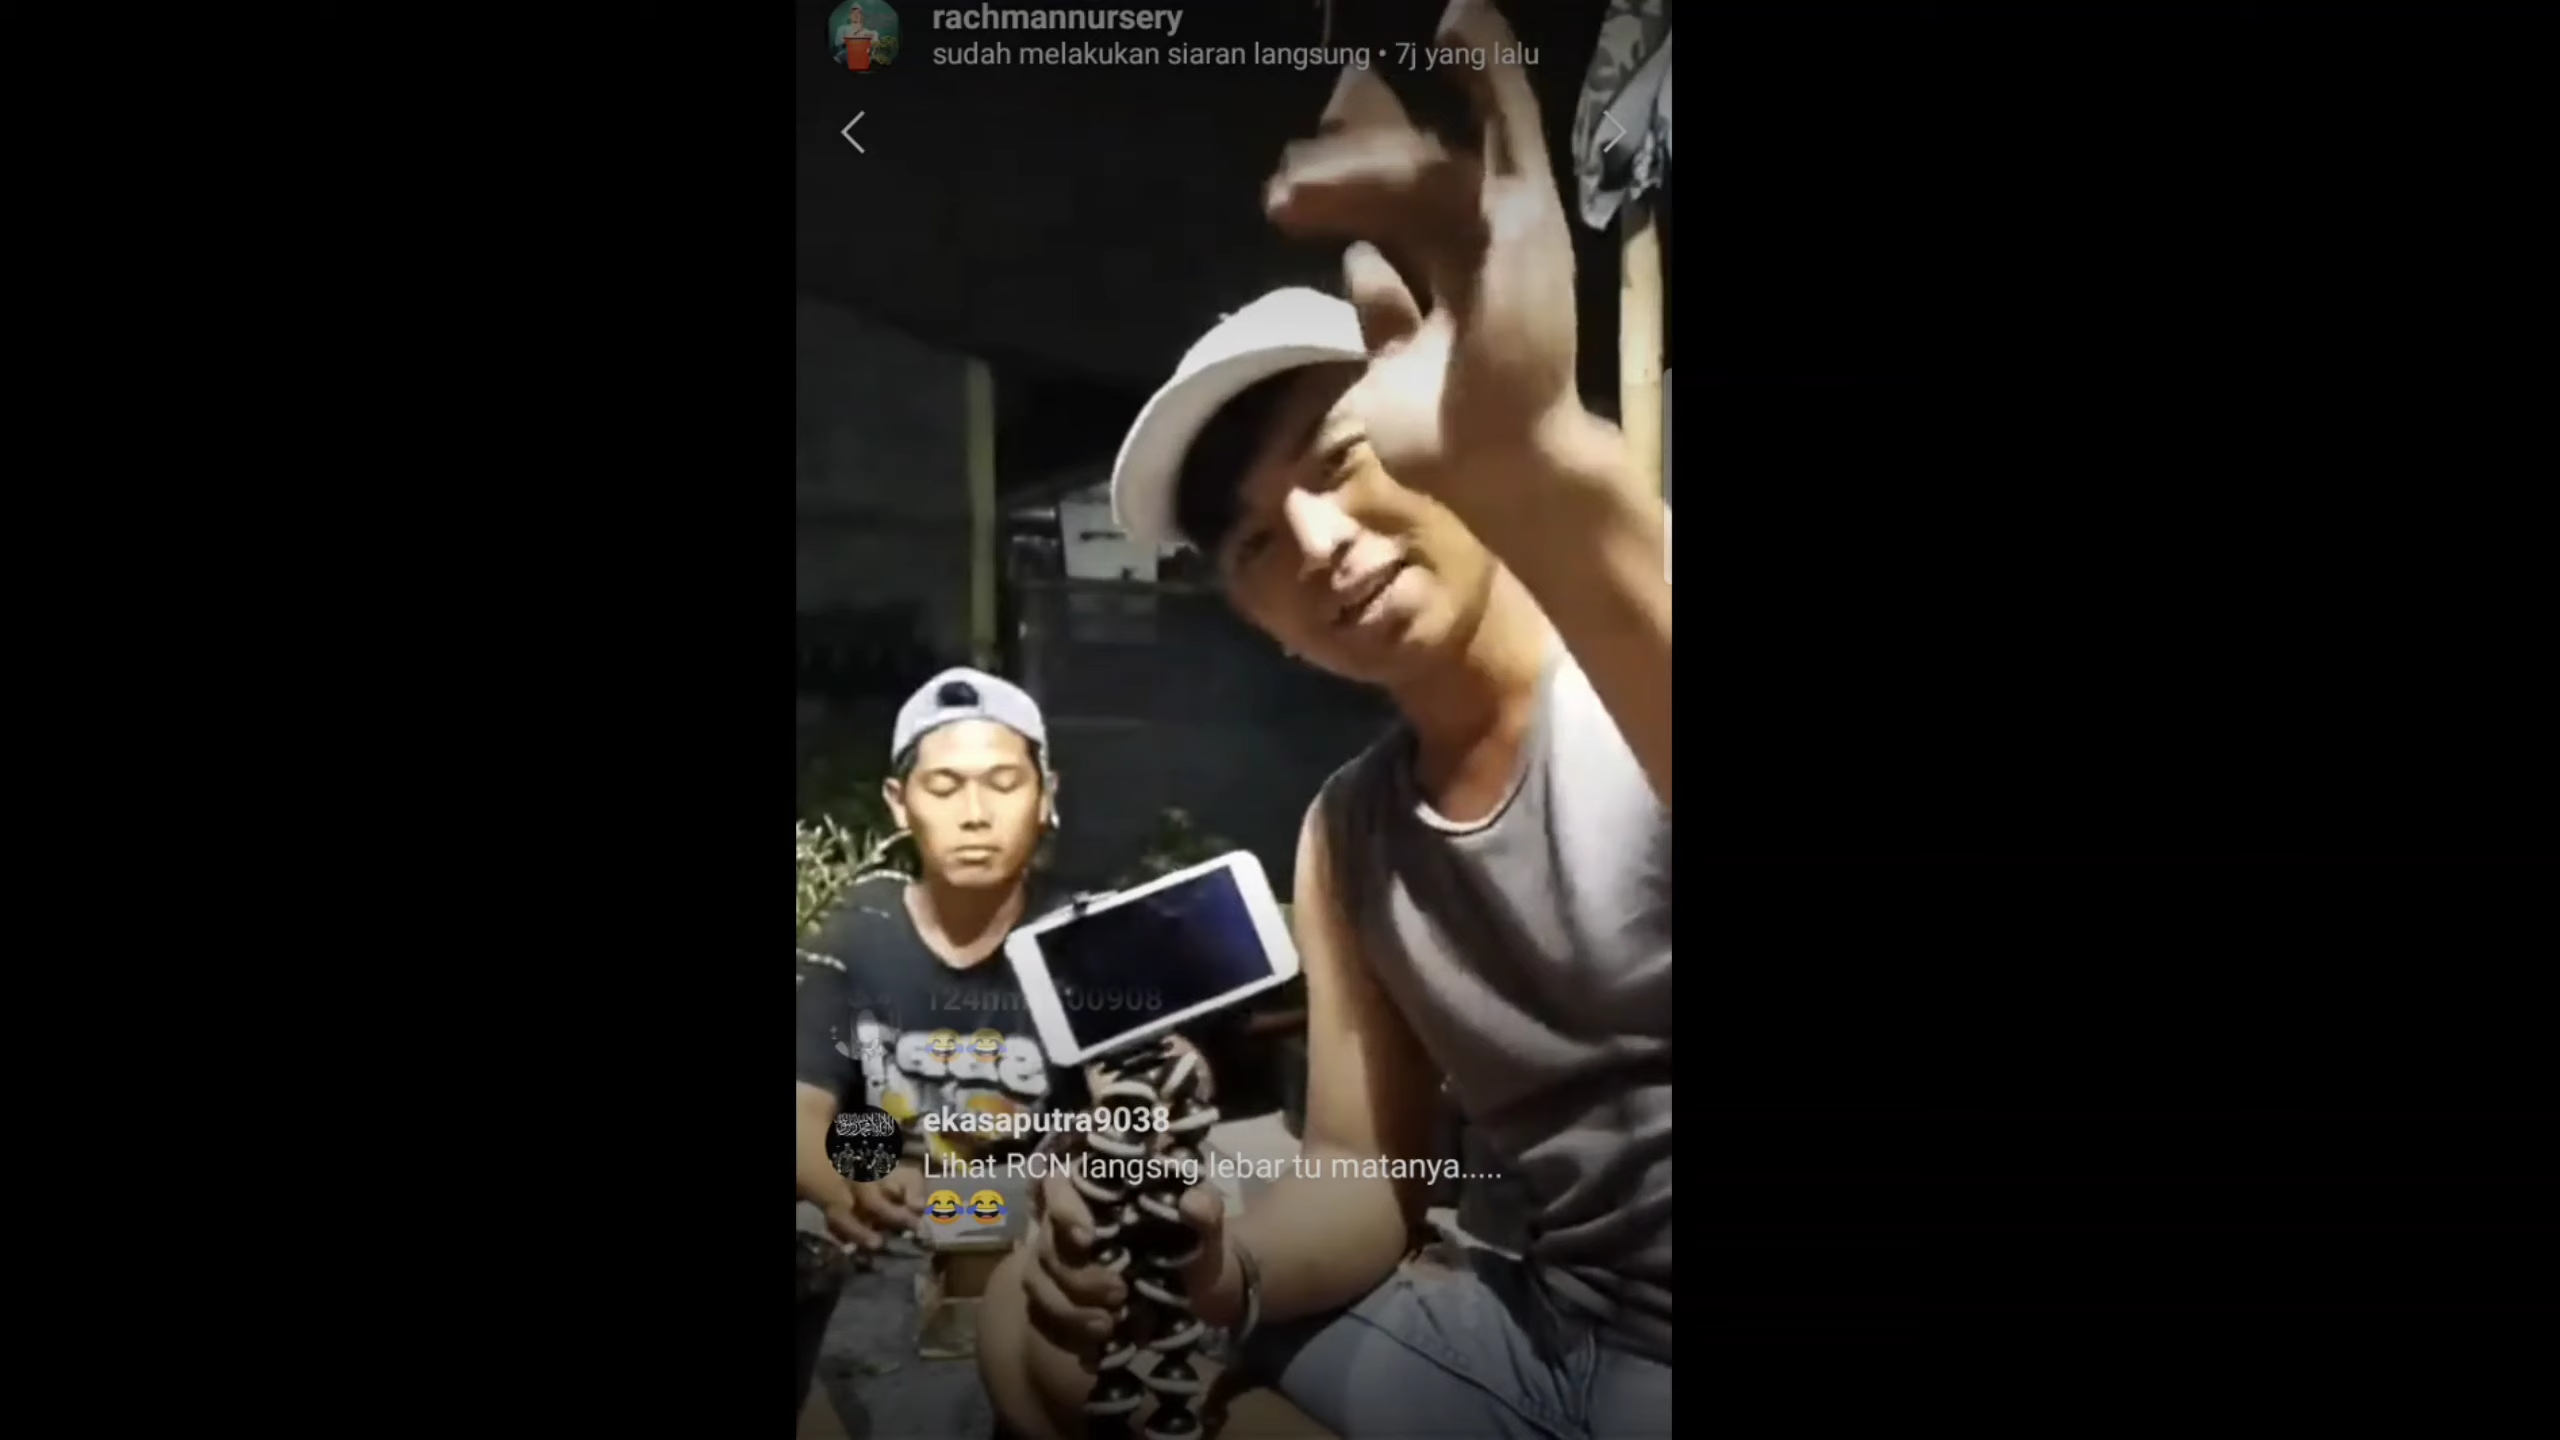 rachmannursery
sudah melakukan siaran langsung • 7j yang lalu
😂😂
ekasaputra9038
Lihat RCN langsng lebar tu matanya.....
😂😂